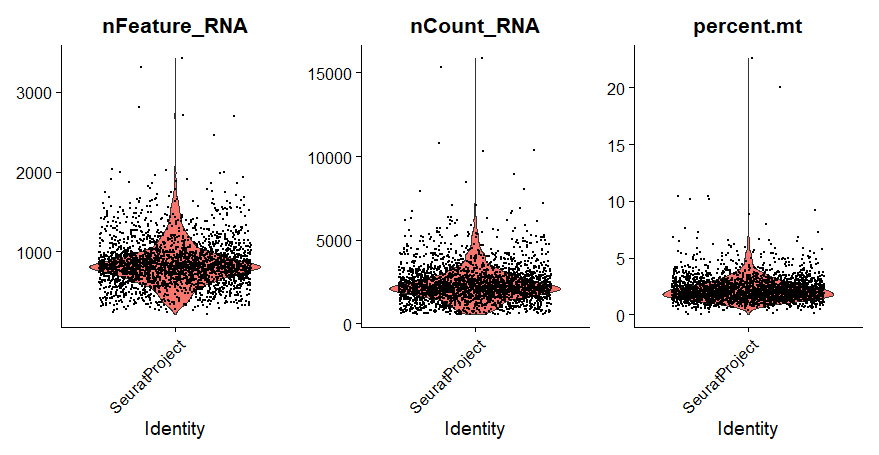 nFeature_RNA
3000
2000
1000
SeuratProject
Identity
nCount_RNA
15000
10000
5000
0
SeuratProject
Identity
percent.mt
20
15
10
5
0
SeuratProject
Identity